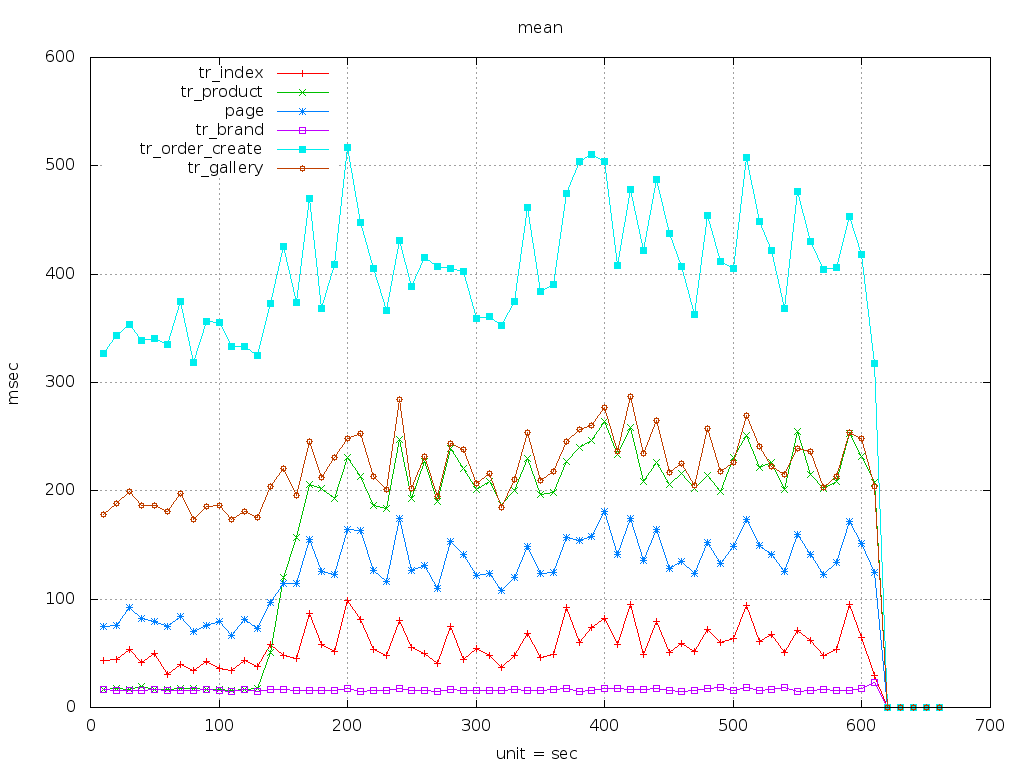 mean
600
500
400
300
200
100
0
msec
tr_index
tr_product
page
tr_brand
tr_order_create
tr_gallery
0 100 200 300 400 500 600 700
unit = sec